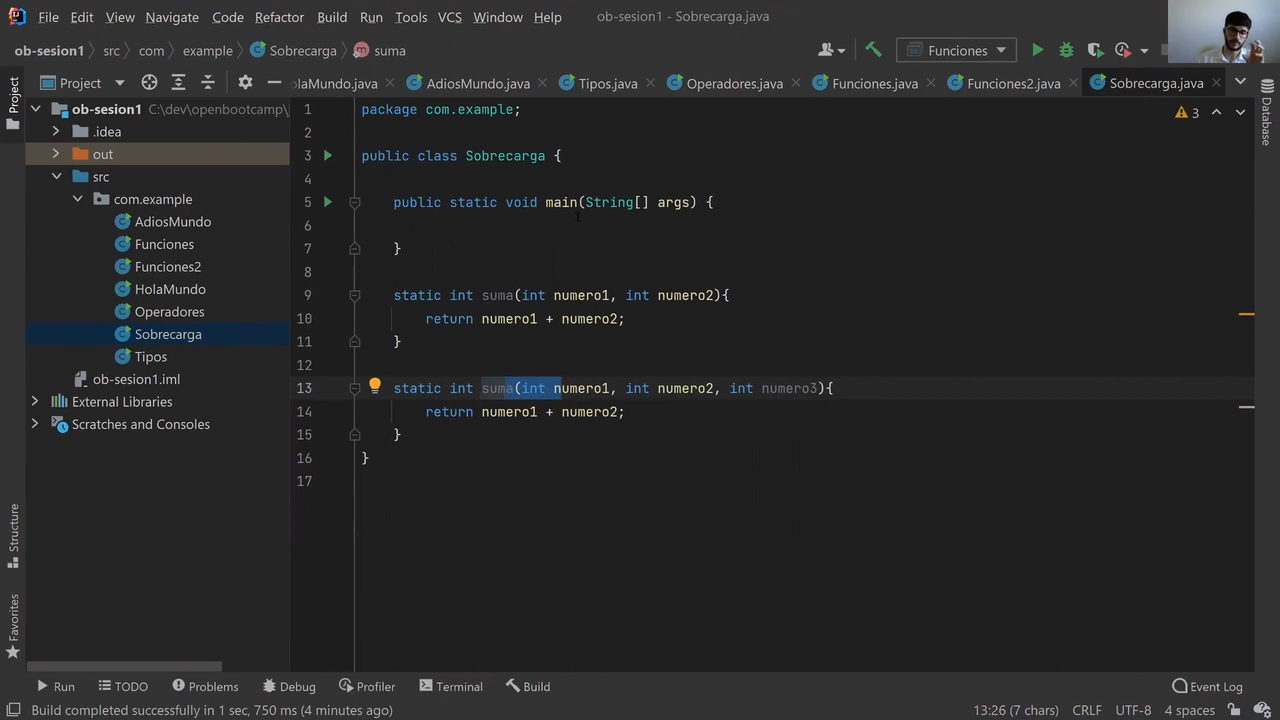 File Edit View Navigate Code Refactor Build Run Tools VCS Window Help ob-sesion1 - Sobrecarga.java
ob-sesion1 src com example Sobrecarga suma Funciones
Project HolaMundo.java AdiosMundo.java Tipos.java Operadores.java Funciones.java Funciones2.java Sobrecarga.java
Project
Structure
Favorites
Database
ob-sesion1 C:\dev\openbootcamp\
.idea
out
src
com.example
AdiosMundo
Funciones
Funciones2
HolaMundo
Operadores
Sobrecarga
Tipos
ob-sesion1.iml
External Libraries
Scratches and Consoles
3
1 package com.example;
2
3 public class Sobrecarga {
4
5 public static void main(String[] args) {
6
7 }
8
9 static int suma(int numero1, int numero2){
10 return numero1 + numero2;
11 }
12
13 static int suma(int numero1, int numero2, int numero3){
14 return numero1 + numero2;
15 }
16 }
17
Run TODO Problems Debug Profiler Terminal Build Event Log
Build completed successfully in 1 sec, 750 ms (4 minutes ago) 13:26 (7 chars) CRLF UTF-8 4 spaces